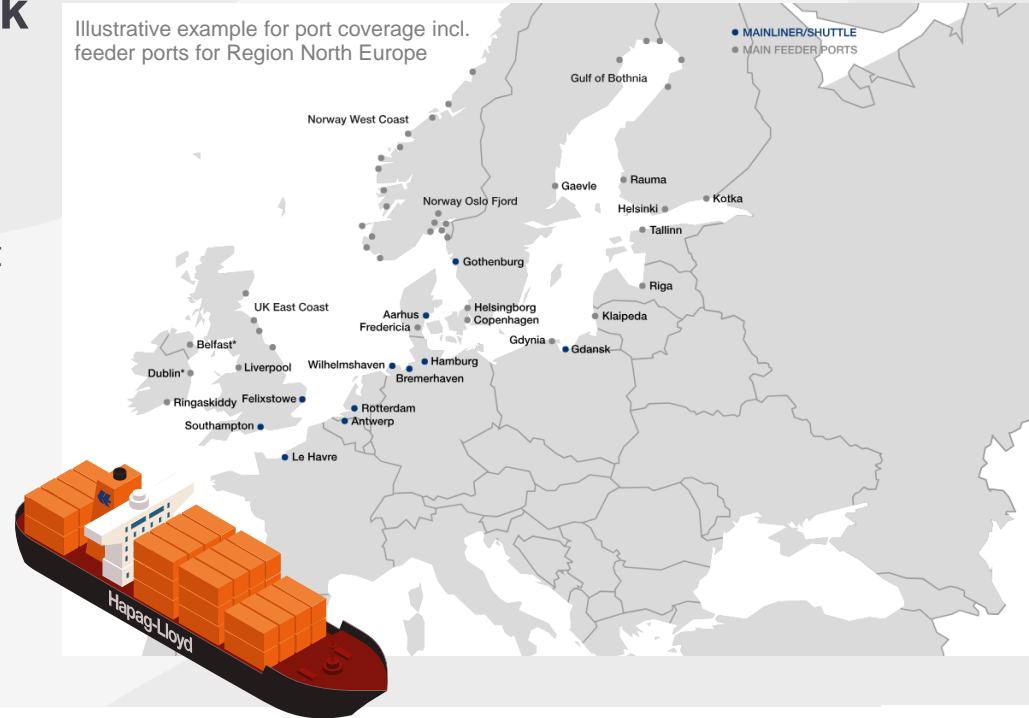 k
Illustrative example for port coverage incl.
feeder ports for Region North Europe
MAINLINER/SHUTTLE
MAIN FEEDER PORTS
Gulf of Bothnia
Norway West Coast
Gaevle
Rauma
Kotka
Norway Oslo Fjord
Helsinki
Tallinn
Gothenburg
Riga
UK East Coast
Aarhus
Helsingborg
Fredericia
Copenhagen
Klaipeda
Belfast*
Gdynia
Gdansk
Dublin*
Liverpool
Wilhelmshaven
Hamburg
Bremerhaven
Ringaskiddy
Felixstowe
Rotterdam
Southampton
Antwerp
Le Havre
Hapag-Lloyd